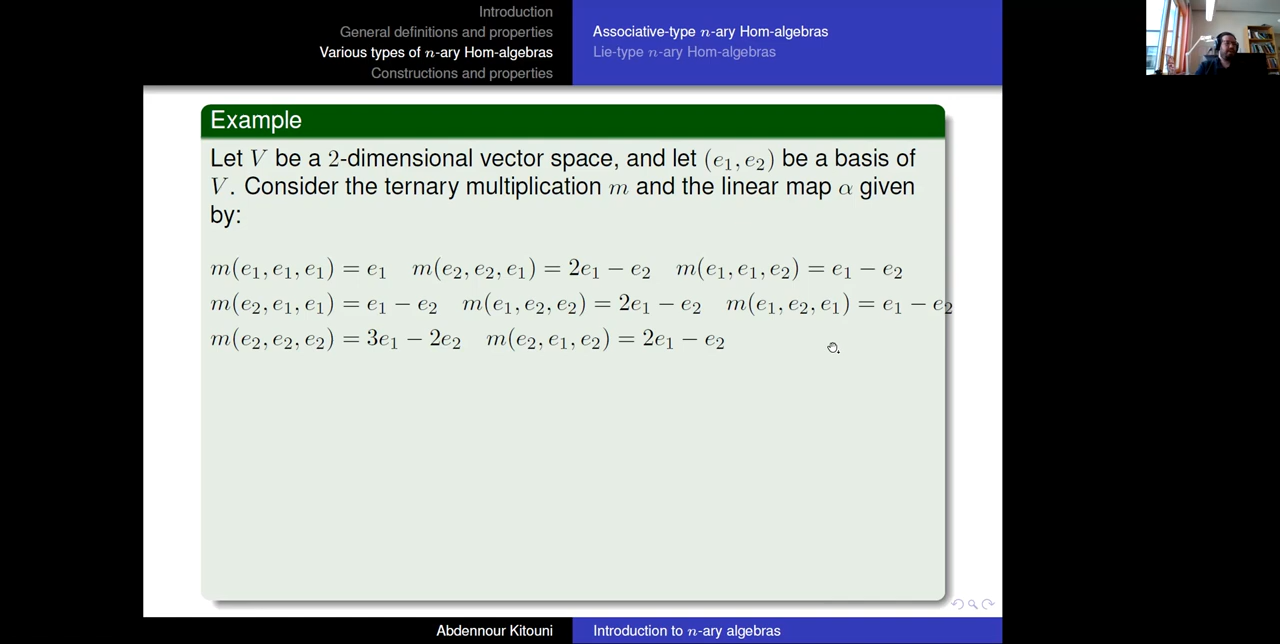 Introduction
General definitions and properties
Various types of n-ary Hom-algebras
Constructions and properties
Associative-type n-ary Hom-algebras
Lie-type n-ary Hom-algebras
Example
Let V be a 2-dimensional vector space, and let (e₁, e₂) be a basis of
V. Consider the ternary multiplication m and the linear map α given
by:
m(e₁, e₁, e₁) = e₁ m(e₂, e₂, e₁) = 2e₁ − e₂ m(e₁, e₁, e₂) = e₁ − e₂
m(e₂, e₁, e₁) = e₁ − e₂ m(e₁, e₂, e₂) = 2e₁ − e₂ m(e₁, e₂, e₁) = e₁ − e₂
m(e₂, e₂, e₂) = 3e₁ − 2e₂ m(e₂, e₁, e₂) = 2e₁ − e₂
Abdennour Kitouni
Introduction to n-ary algebras